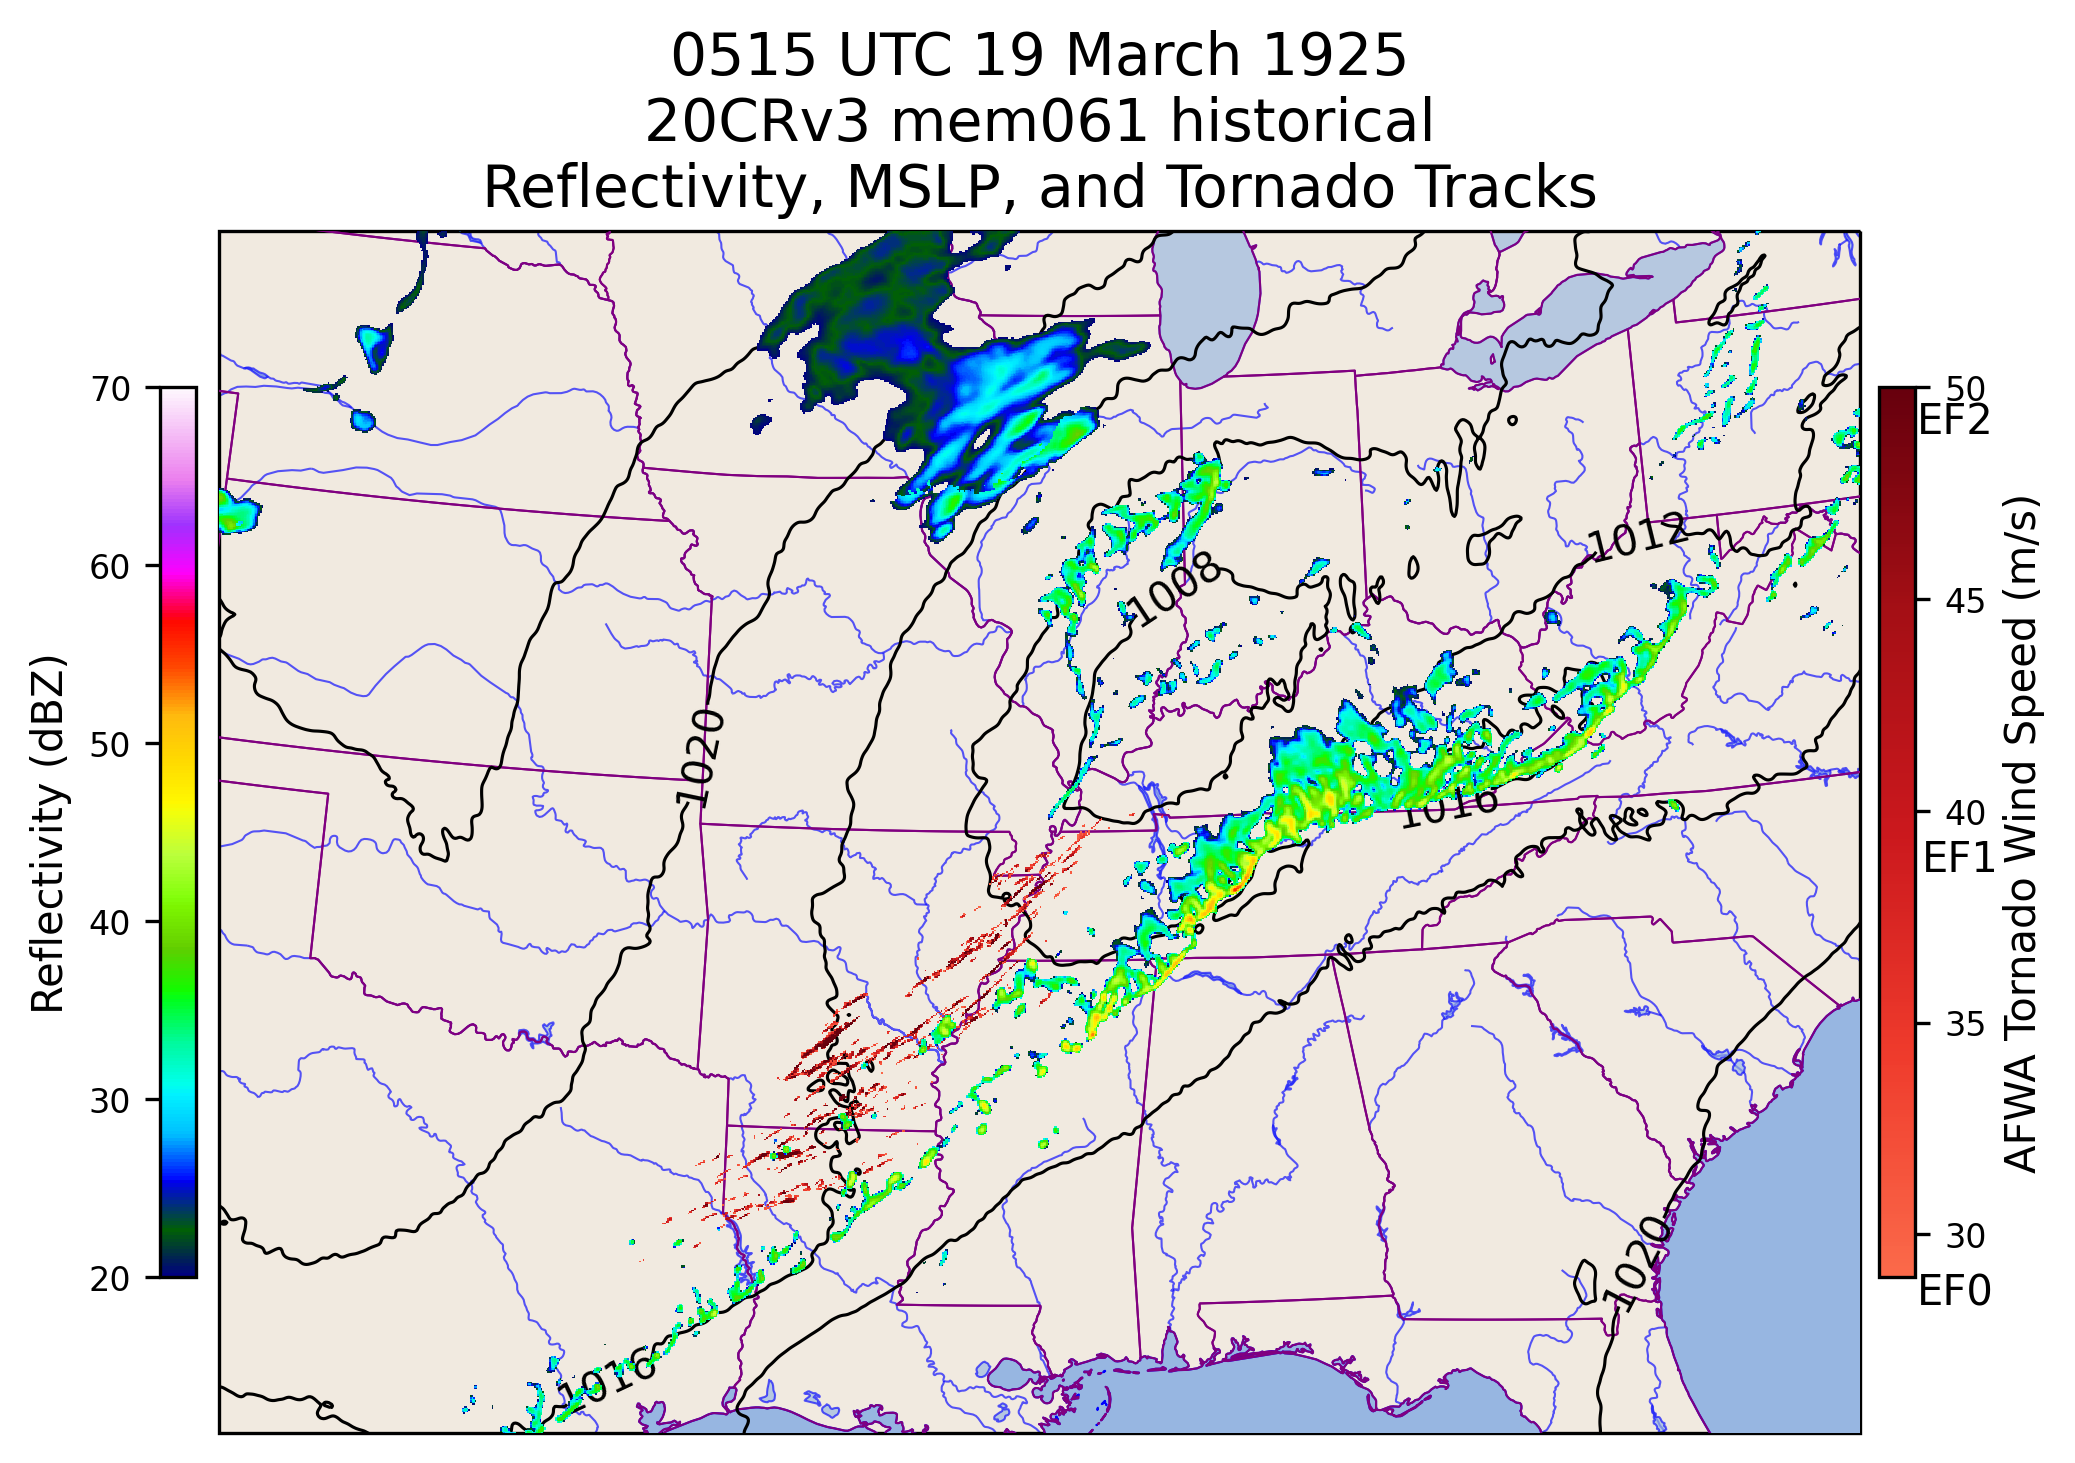 0515 UTC 19 March 1925
20CRv3 mem061 historical
Reflectivity, MSLP, and Tornado Tracks
Reflectivity (dBZ)
70
60
50
40
30
20
1008
1012
1020
1016
1016
1020
50
EF2
45
40
EF1
35
30
EF0
AFWA Tornado Wind Speed (m/s)